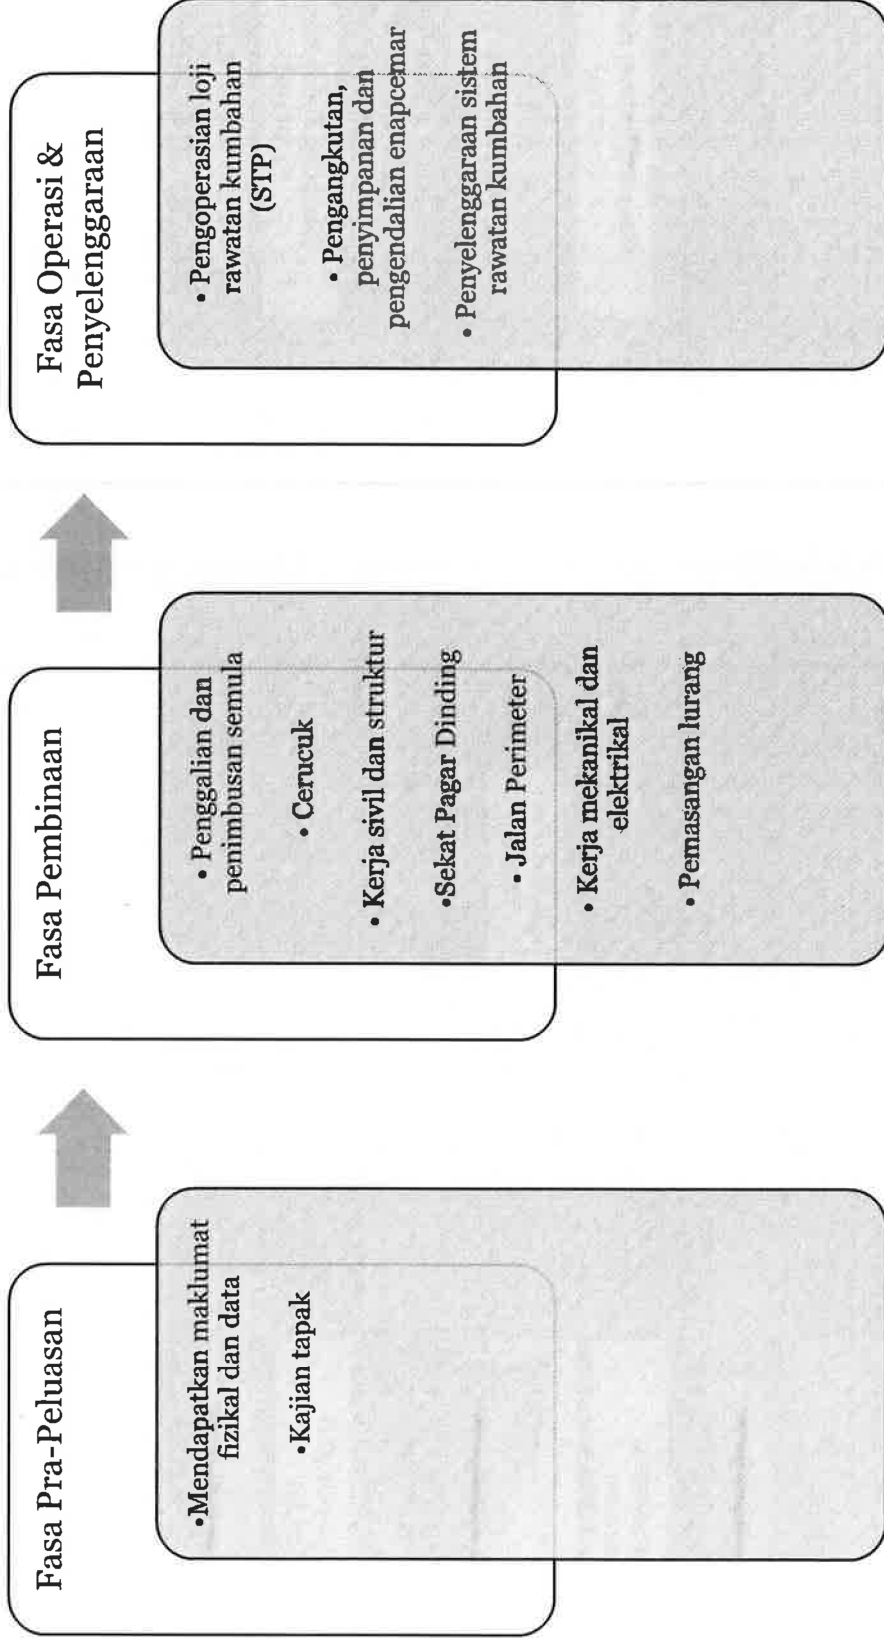 Fasa Pra-Peluasan
•Mendapatkan maklumat
fizikal dan data
•Kajian tapak
Fasa Pembinaan
• Penggalian dan
penimbusan semula
• Cerucuk
• Kerja sivil dan struktur
•Sekat Pagar Dinding
• Jalan Perimeter
• Kerja mekanikal dan
elektrikal
• Pemasangan lurang
Fasa Operasi &
Penyelenggaraan
• Pengoperasian loji
rawatan kumbahan
(STP)
• Pengangkutan,
penyimpanan dan
pengendalian enapcemar
• Penyelenggaraan sistem
rawatan kumbahan